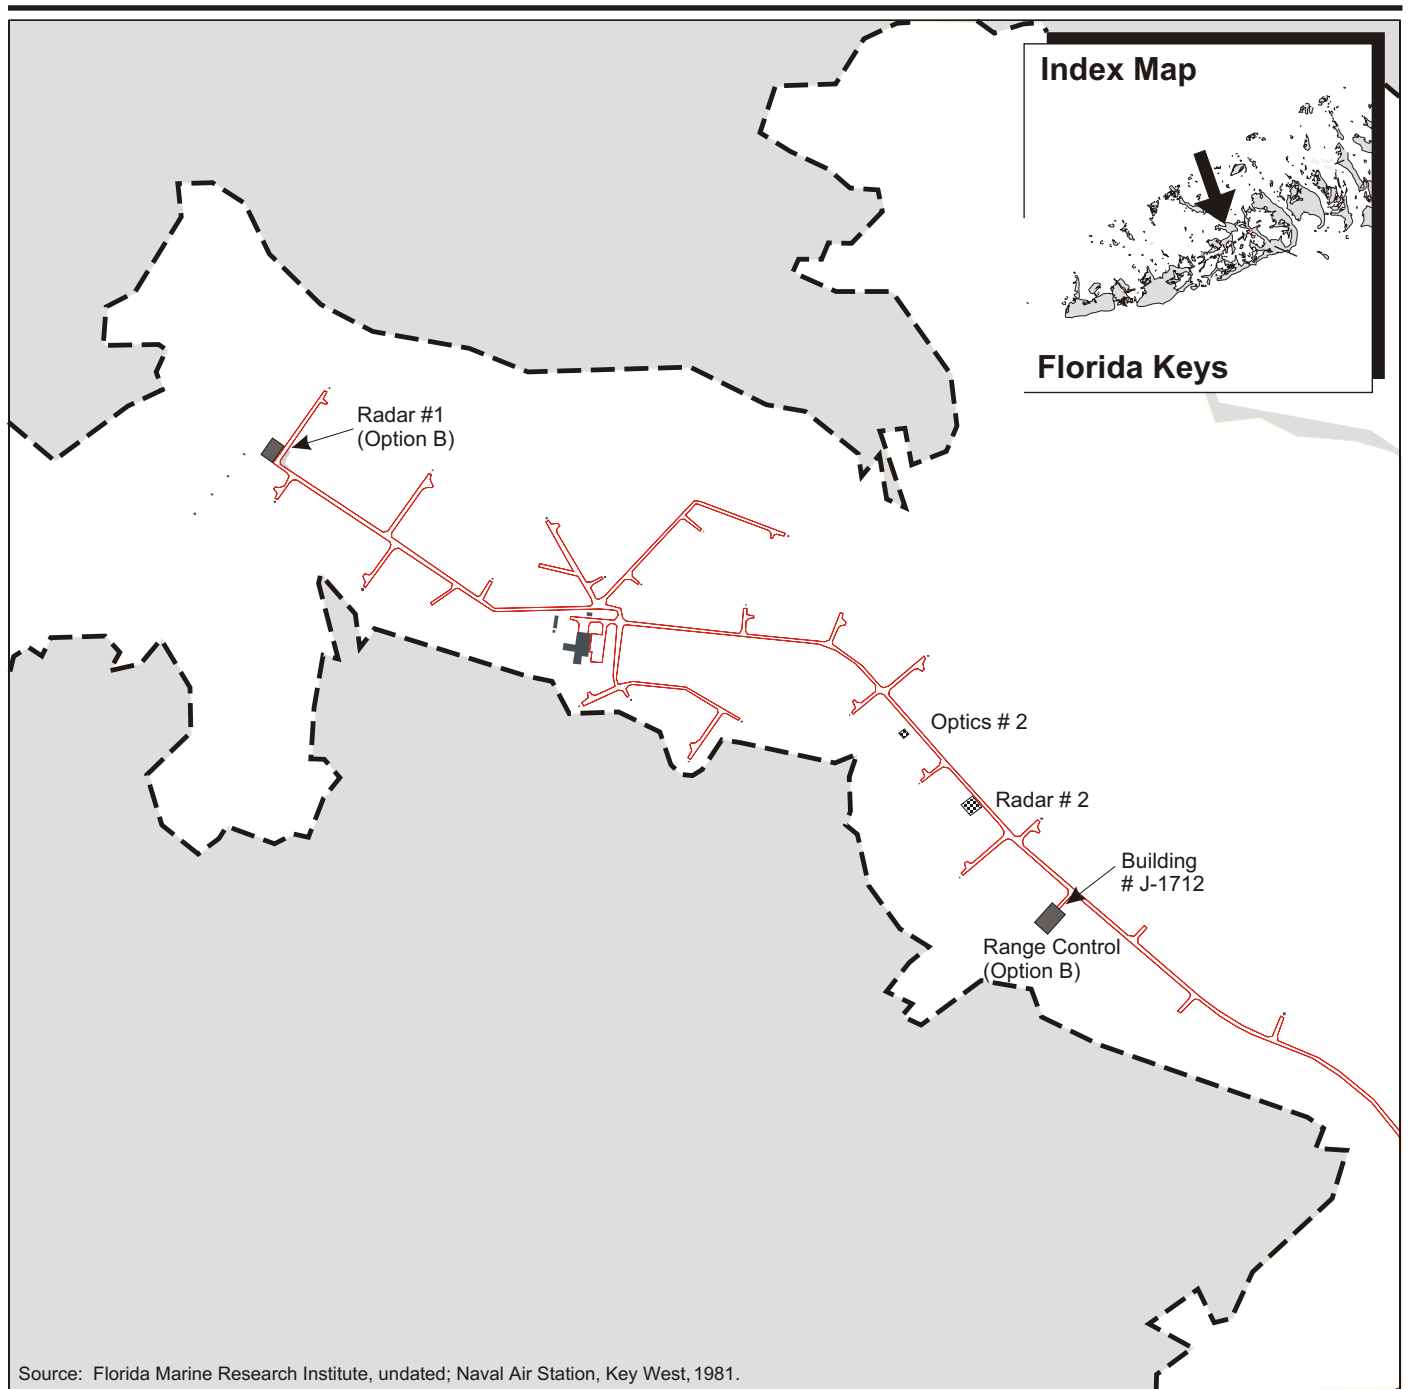 Index Map
Florida Keys
Radar #1
(Option B)
Optics # 2
Radar # 2
Building
# J-1712
Range Control
(Option B)
Source: Florida Marine Research Institute, undated; Naval Air Station, Key West, 1981.